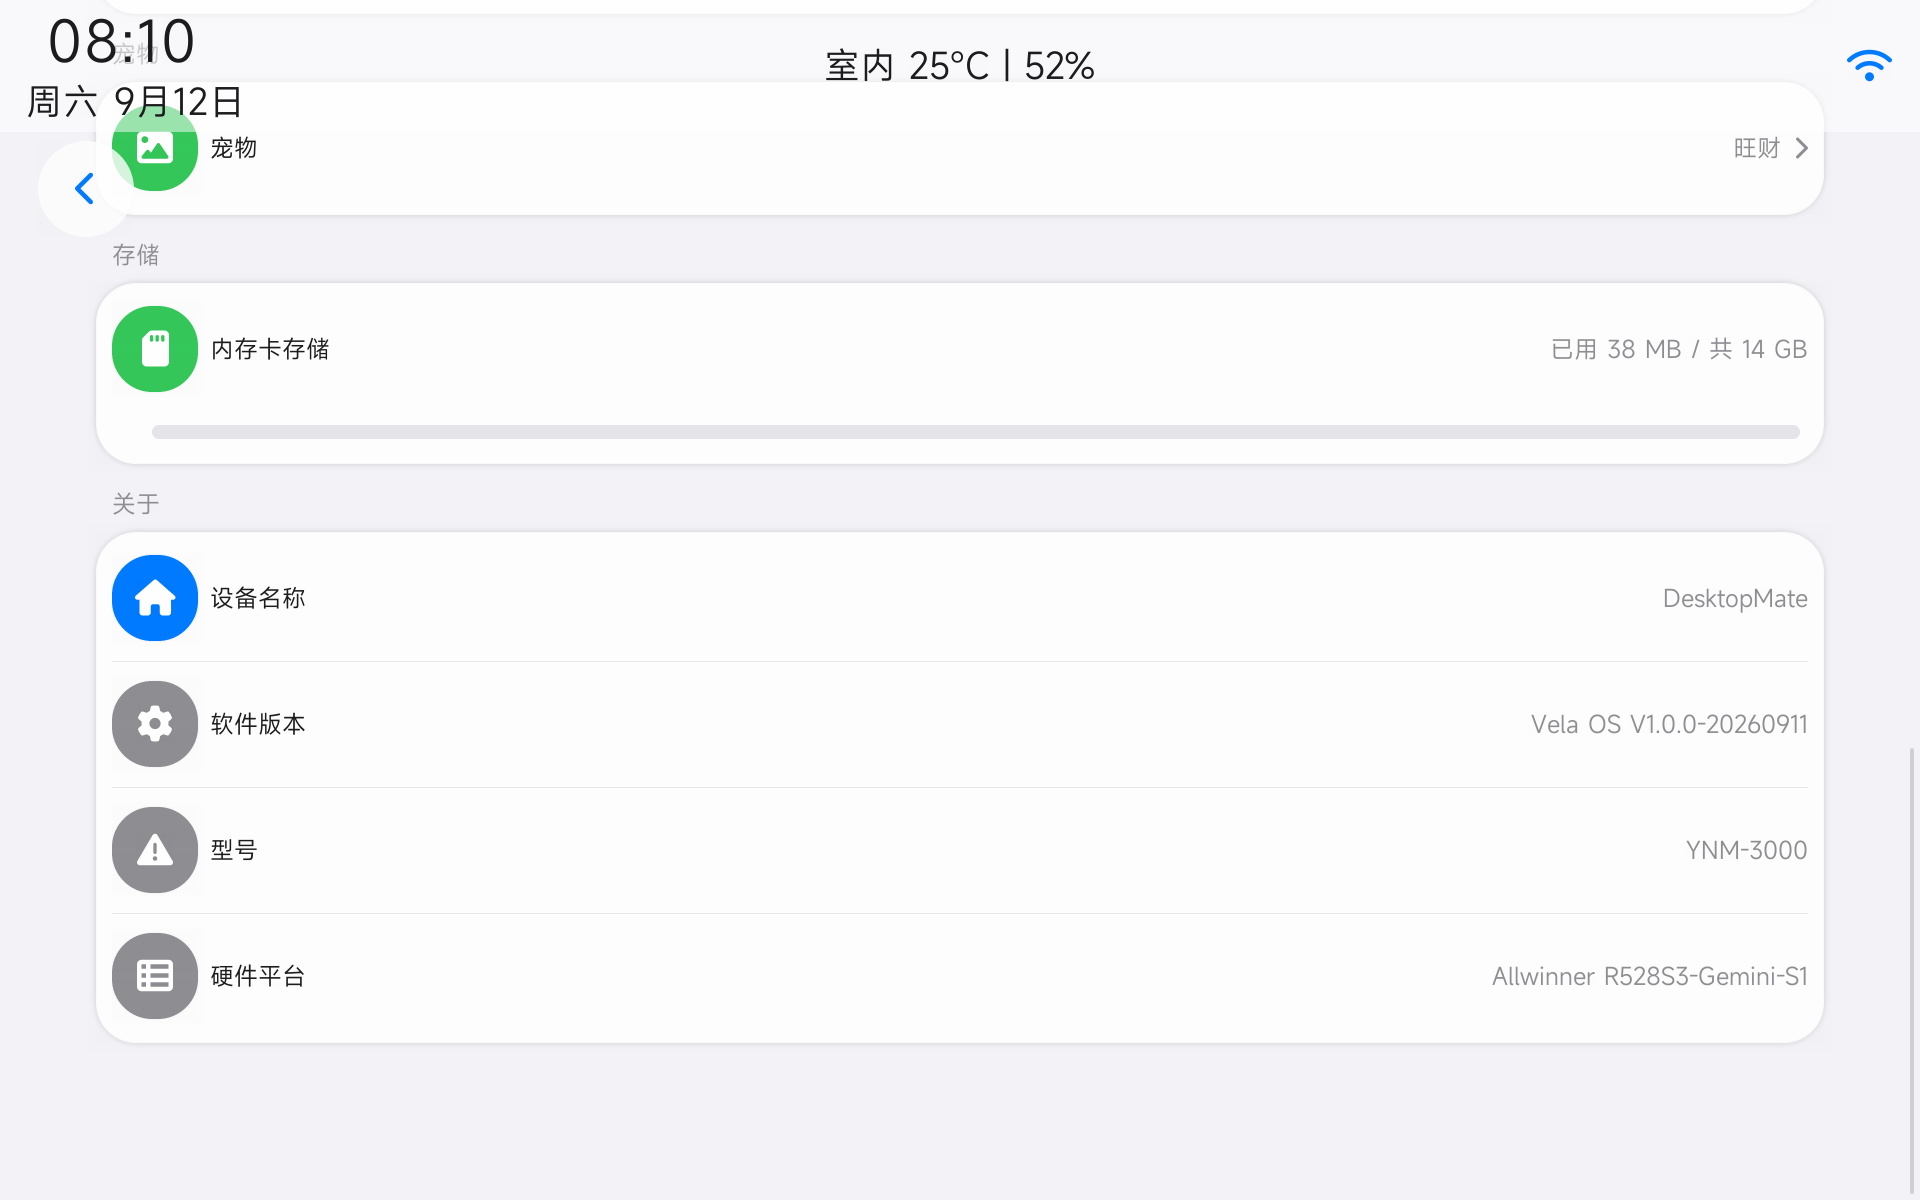 08:10
宠物
室内 25°C | 52%
周六 9月12日
宠物
旺财
存储
内存卡存储
已用 38 MB / 共 14 GB
关于
设备名称
DesktopMate
软件版本
Vela OS V1.0.0-20260911
型号
YNM-3000
硬件平台
Allwinner R528S3-Gemini-S1